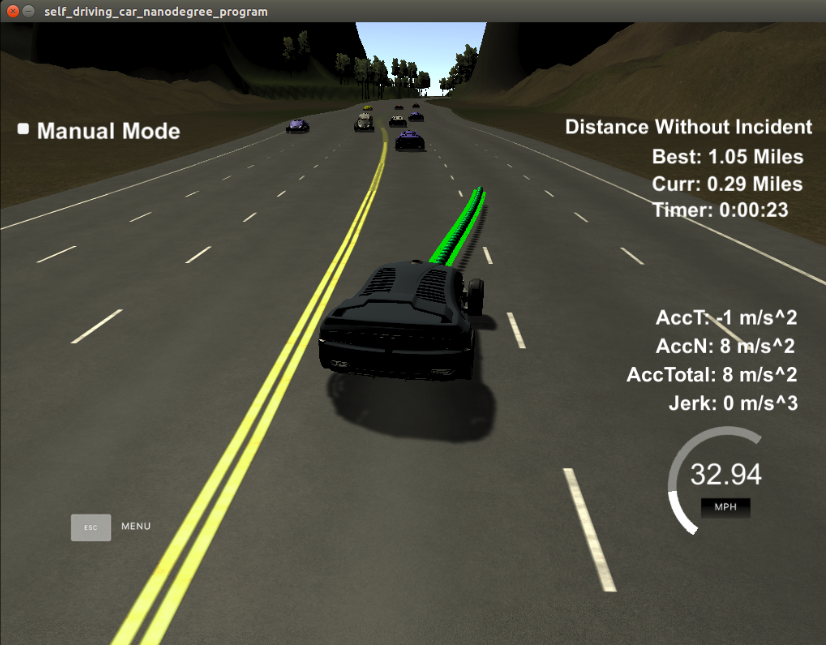 self_driving_car_nanodegree_program
Manual Mode
Distance Without Incident
Best: 1.05 Miles
Curr: 0.29 Miles
Timer: 0:00:23
AccT: -1 m/s^2
AccN: 8 m/s^2
AccTotal: 8 m/s^2
Jerk: 0 m/s^3
32.94
MPH
ESC MENU